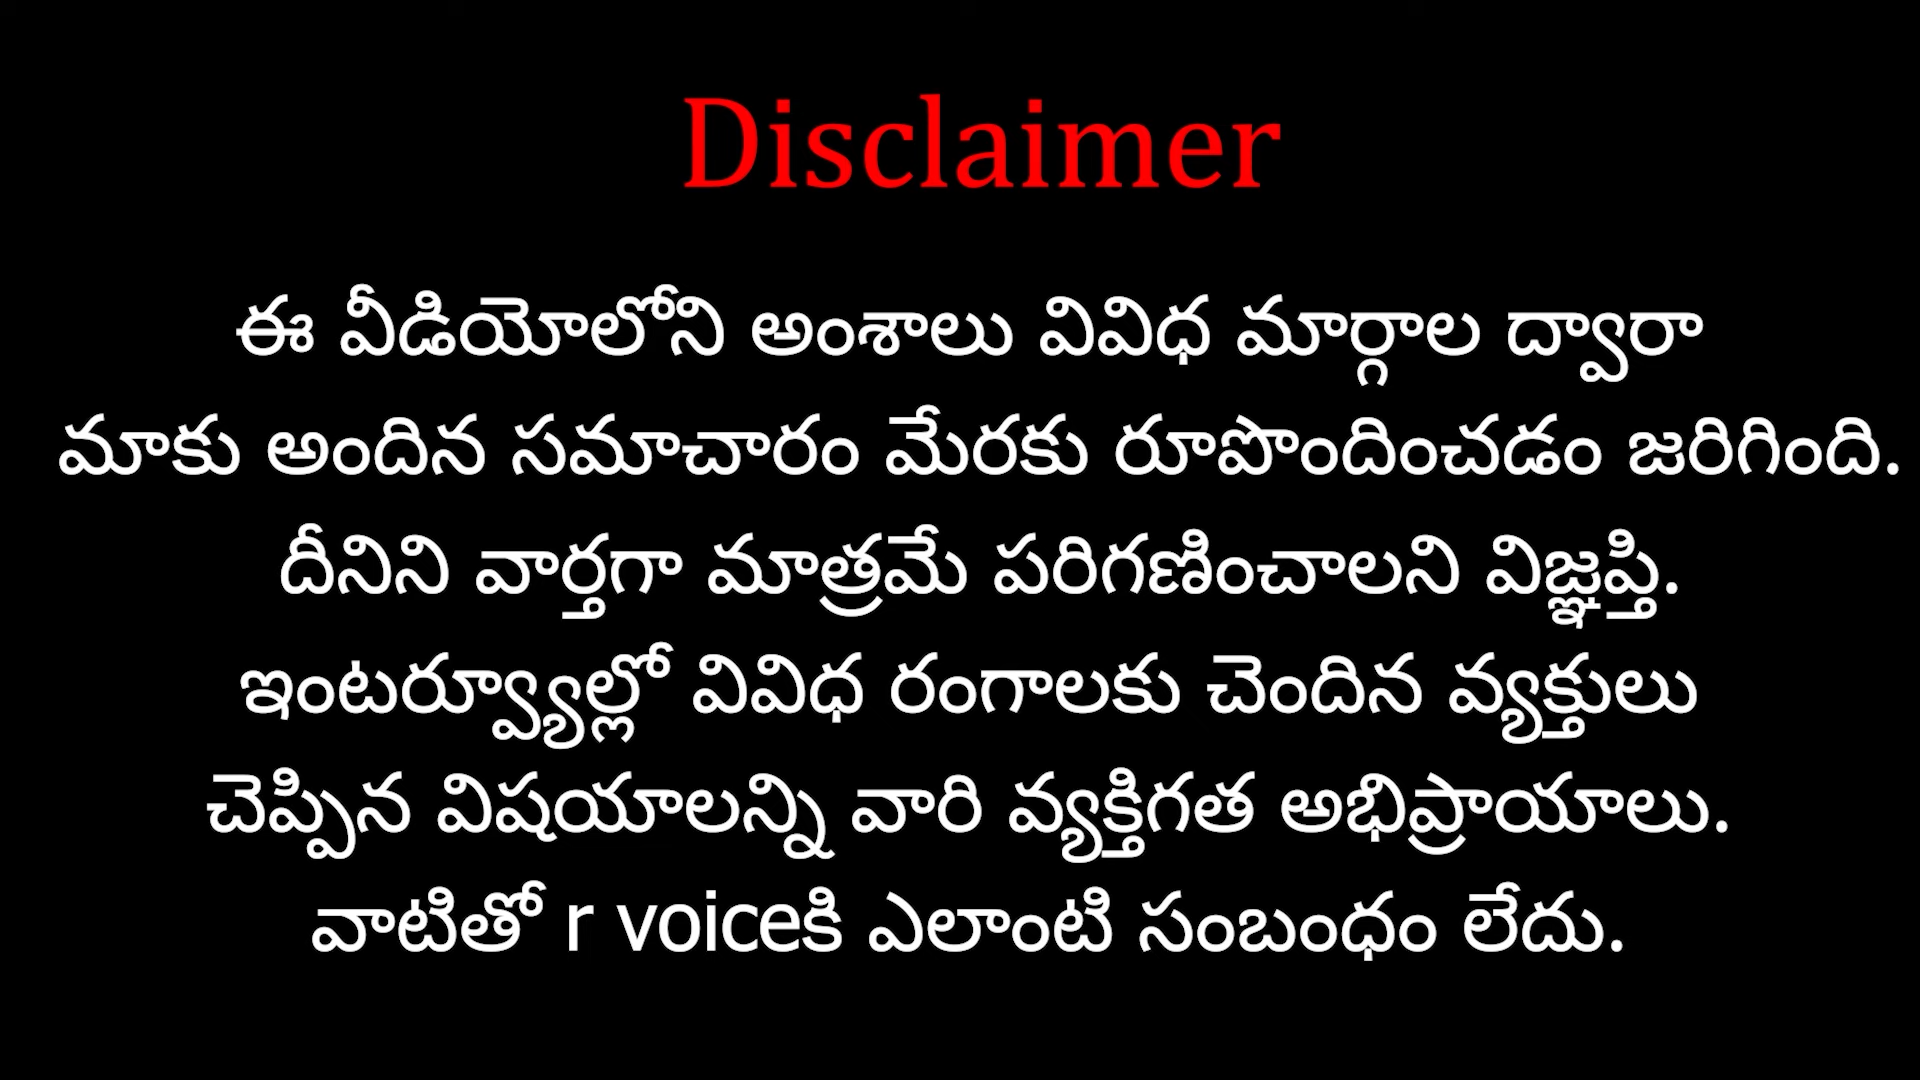 Disclaimer
ఈ వీడియోలోని అంశాలు వివిధ మార్గాల ద్వారా
మాకు అందిన సమాచారం మేరకు రూపొందించడం జరిగింది.
దీనిని వార్తగా మాత్రమే పరిగణించాలని విజ్ఞప్తి.
ఇంటర్వ్యూల్లో వివిధ రంగాలకు చెందిన వ్యక్తులు
చెప్పిన విషయాలన్ని వారి వ్యక్తిగత అభిప్రాయాలు.
వాటితో r voiceకి ఎలాంటి సంబంధం లేదు.